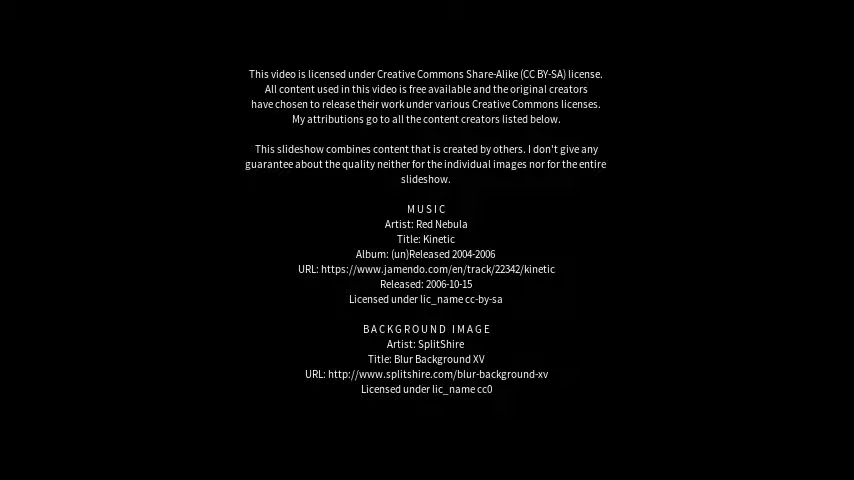 This video is licensed under Creative Commons Share-Alike (CC BY-SA) license.
All content used in this video is free available and the original creators
have chosen to release their work under various Creative Commons licenses.
My attributions go to all the content creators listed below.
This slideshow combines content that is created by others. I don't give any
guarantee about the quality neither for the individual images nor for the entire
slideshow.
MUSIC
Artist: Red Nebula
Title: Kinetic
Album: (un)Released 2004-2006
URL: https://www.jamendo.com/en/track/22342/kinetic
Released: 2006-10-15
Licensed under lic_name cc-by-sa
BACKGROUND IMAGE
Artist: SplitShire
Title: Blur Background XV
URL: http://www.splitshire.com/blur-background-xv
Licensed under lic_name cc0